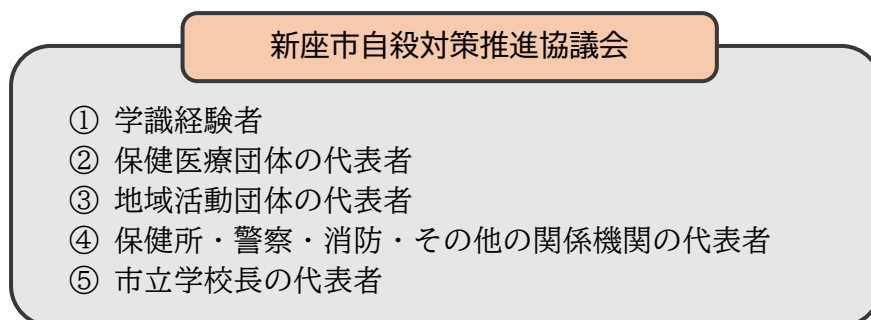 新座市自殺対策推進協議会
① 学識経験者
② 保健医療団体の代表者
③ 地域活動団体の代表者
④ 保健所・警察・消防・その他の関係機関の代表者
⑤ 市立学校長の代表者